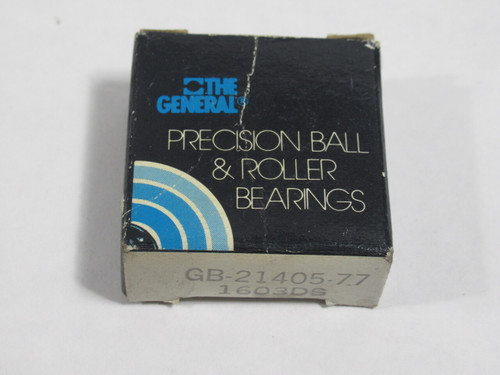 THE
GENERAL®
PRECISION BALL
& ROLLER
BEARINGS
GB-21405-77
1603DS